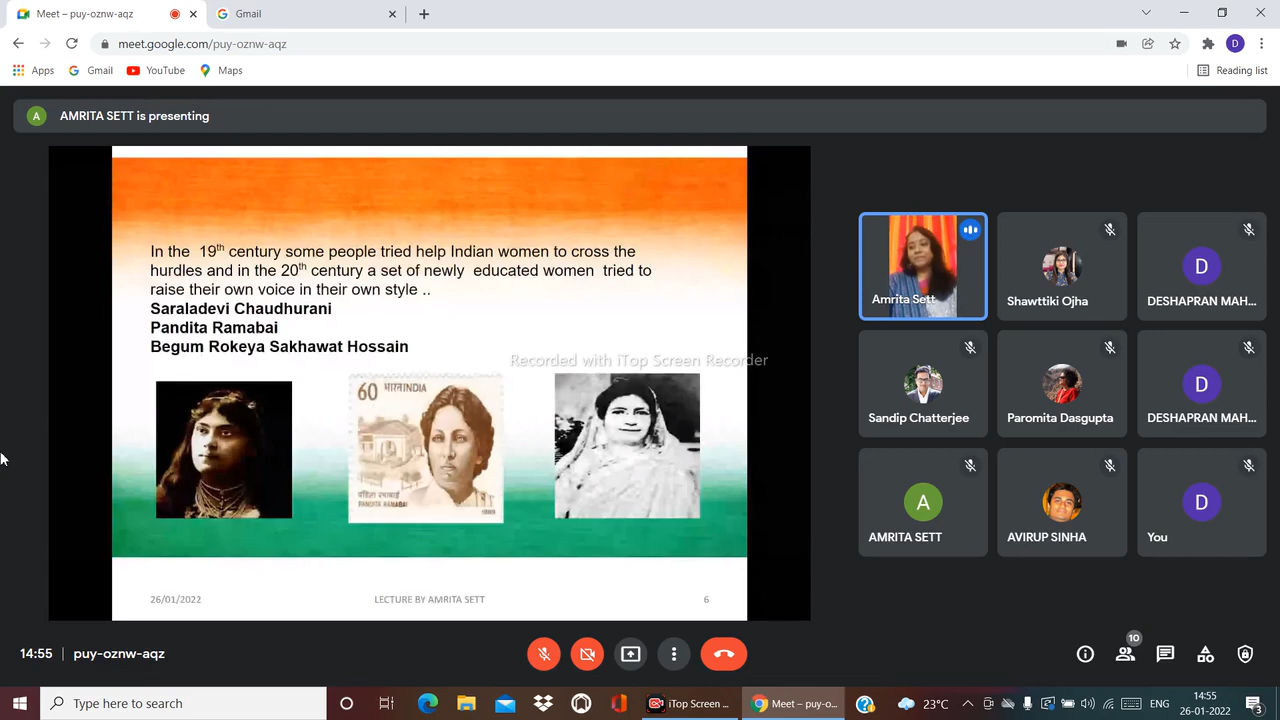 Meet – puy-oznw-aqz
Gmail
meet.google.com/puy-oznw-aqz
D
Apps
Gmail
YouTube
Maps
Reading list
A
AMRITA SETT is presenting
In the 19th century some people tried help Indian women to cross the
hurdles and in the 20th century a set of newly educated women tried to
raise their own voice in their own style ..
Saraladevi Chaudhurani
Pandita Ramabai
Begum Rokeya Sakhawat Hossain
Recorded with iTop Screen Recorder
60 भारत INDIA
पंडिता रमाबाई
PANDITA RAMABAI
1989
26/01/2022
LECTURE BY AMRITA SETT
6
Amrita Sett
Shawttiki Ojha
D
DESHAPRAN MAH...
Sandip Chatterjee
Paromita Dasgupta
D
DESHAPRAN MAH...
A
AMRITA SETT
AVIRUP SINHA
D
You
14:55
puy-oznw-aqz
10
Type here to search
iTop Screen ...
Meet – puy-o...
23°C
ENG
14:55
26-01-2022
3